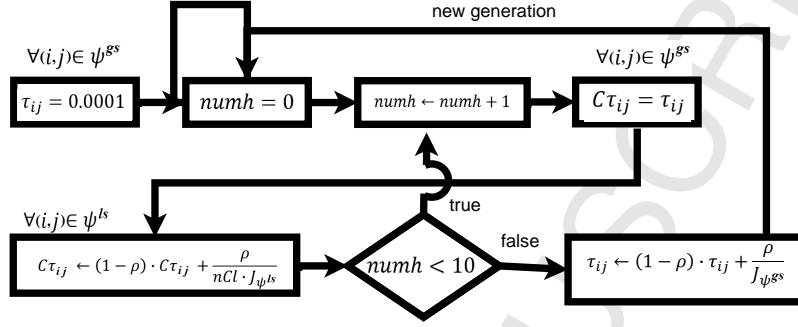 new generation
∀(i,j)∈ ψ^gs
∀(i,j)∈ ψ^gs
τ_ij = 0.0001
numh = 0
numh ← numh + 1
Cτ_ij = τ_ij
∀(i,j)∈ ψ^ls
true
false
Cτ_ij ← (1 − ρ) · Cτ_ij + ρ / (nCl · J_ψ^ls)
numh < 10
τ_ij ← (1 − ρ) · τ_ij + ρ / J_ψ^gs